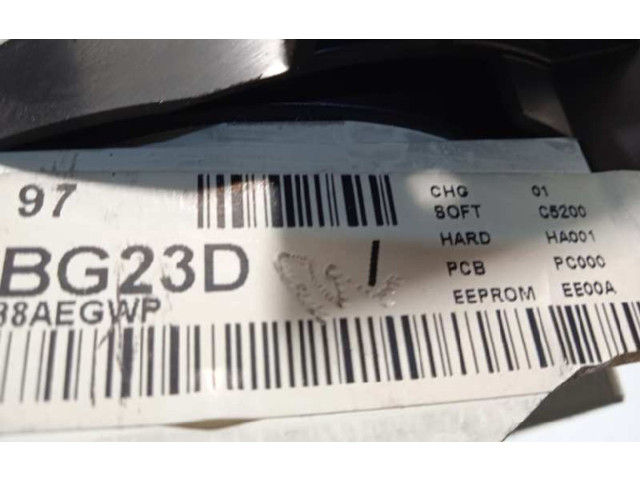 97
CHG 01
SOFT C5200
HARD HA001
BG23D
PCB PC000
EEPROM EE00A
88AEGWP